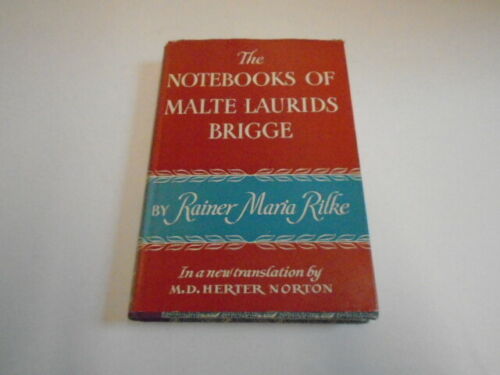 The
NOTEBOOKS OF
MALTE LAURIDS
BRIGGE
BY Rainer Maria Rilke
In a new translation by
M.D. HERTER NORTON